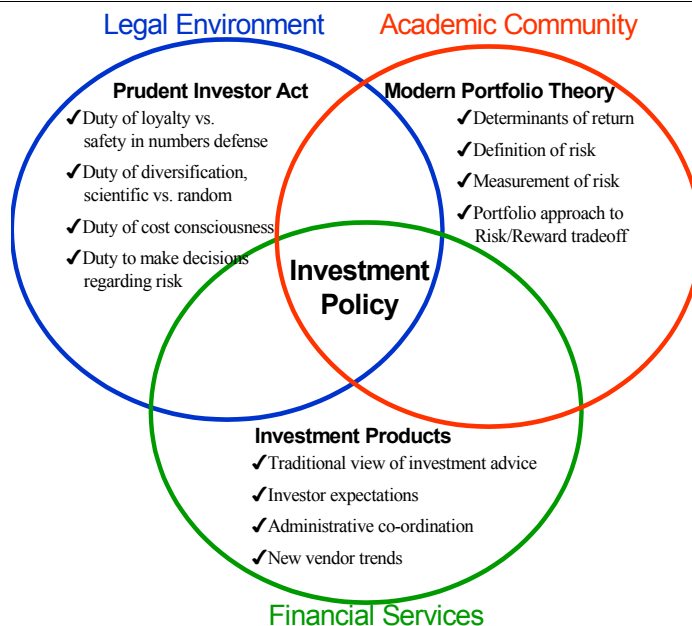 Legal Environment
Academic Community
Prudent Investor Act
✔Duty of loyalty vs.
safety in numbers defense
✔Duty of diversification,
scientific vs. random
✔Duty of cost consciousness
✔Duty to make decisions
regarding risk
Modern Portfolio Theory
✔Determinants of return
✔Definition of risk
✔Measurement of risk
✔Portfolio approach to
Risk/Reward tradeoff
Investment
Policy
Investment Products
✔Traditional view of investment advice
✔Investor expectations
✔Administrative co-ordination
✔New vendor trends
Financial Services